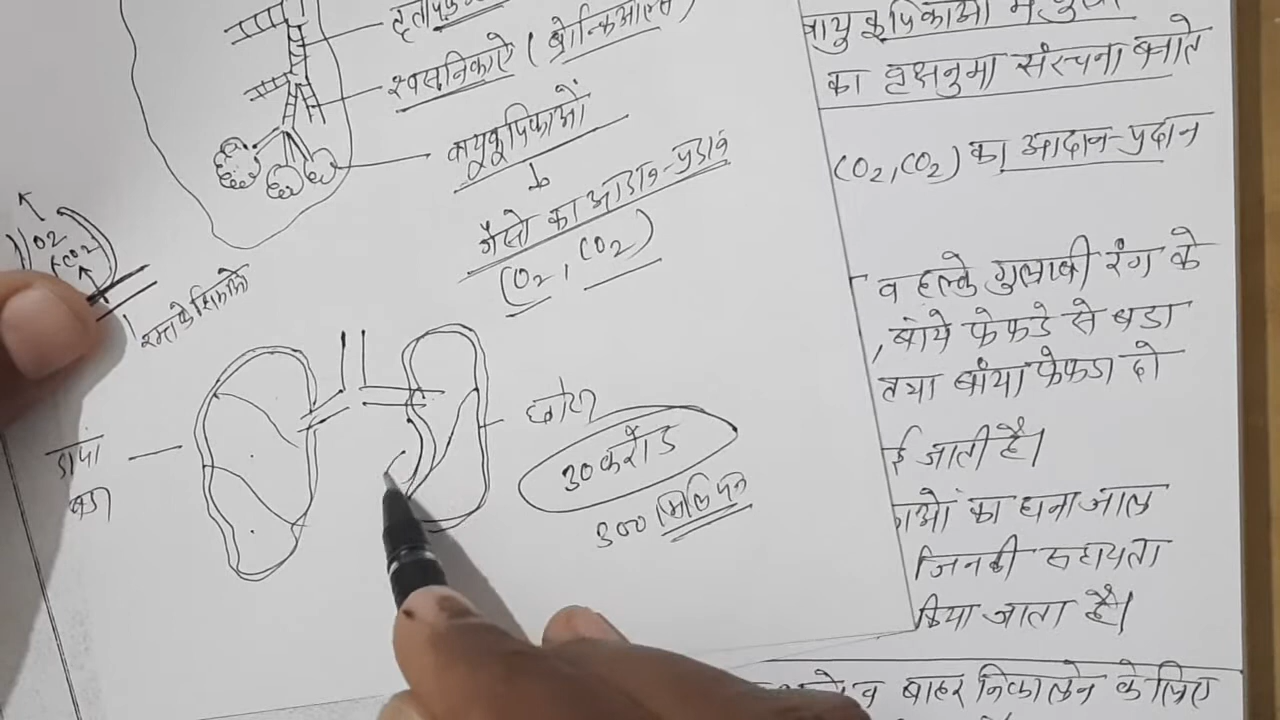 श्वसनिकाऐ (ब्रोन्किओल्स)
वायुकूपिकाओं
गैसो का आदान-प्रदान
(O2, CO2)
O2
CO2
रक्त केशिकाऐ
दायां
बडा
छोटा
30 करोड
300 मिलियन
वायु कूपिकाओं में
का वृक्षनुमा संरचना बनाते
(O2, CO2) का आदान-प्रदान
व हल्के गुलाबी रंग के
, बांये फेफडे से बडा
तथा बांया फेफडा दो
ई जाती है।
ाओं का घना जाल
जिनकी सहायता
किया जाता है।
व बाहर निकालने के लिए